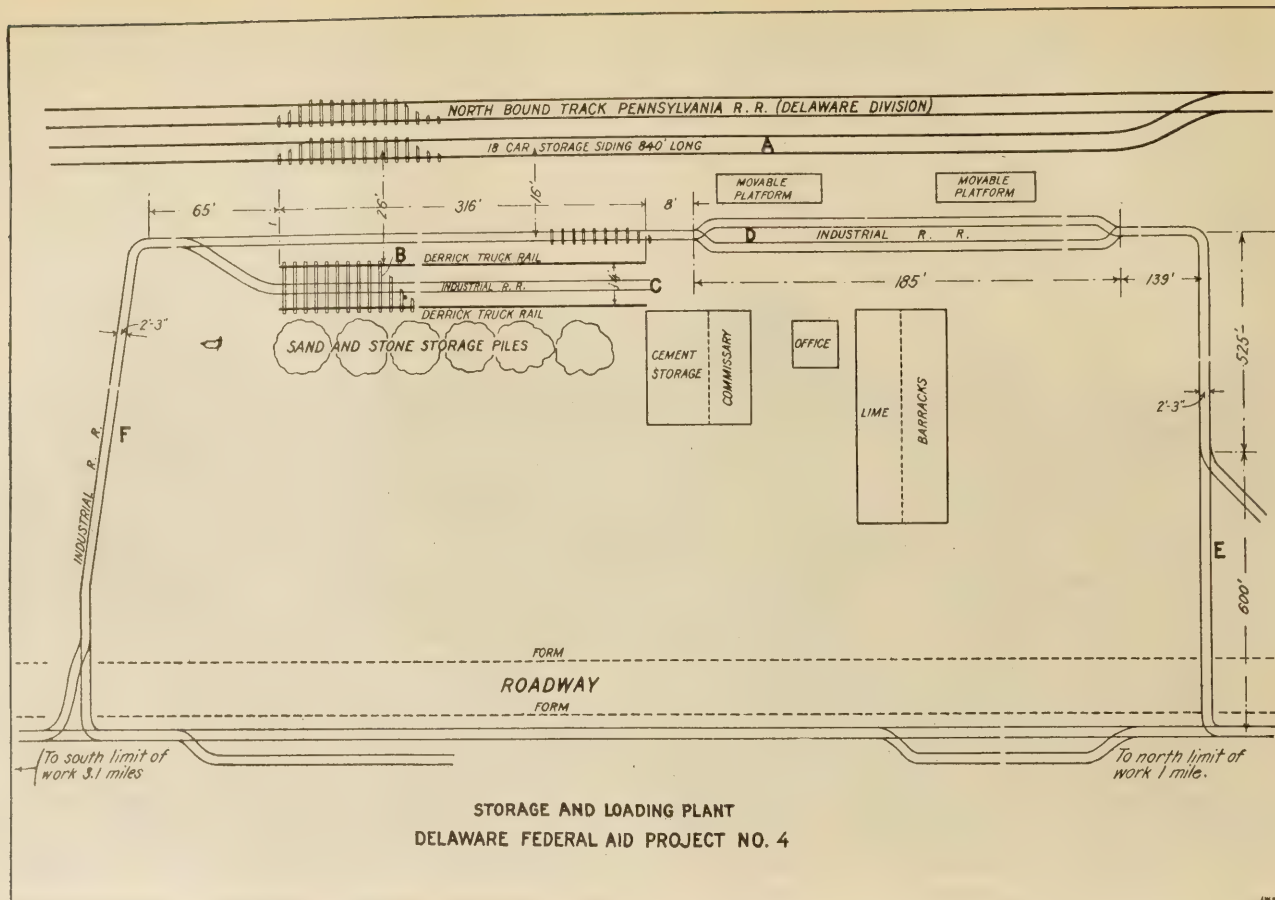 NORTH BOUND TRACK PENNSYLVANIA R. R. (DELAWARE DIVISION)
18 CAR STORAGE SIDING 840' LONG
A
MOVABLE
PLATFORM
MOVABLE
PLATFORM
65'
316'
26'
16'
8'
D
INDUSTRIAL R. R.
B
DERRICK TRUCK RAIL
INDUSTRIAL R. R.
C
14'
DERRICK TRUCK RAIL
185'
139'
2'-3"
SAND AND STONE STORAGE PILES
CEMENT
STORAGE
COMMISSARY
OFFICE
LIME
BARRACKS
525'
2'-3"
F
INDUSTRIAL R. R.
E
600'
FORM
ROADWAY
FORM
To south limit of
work 3.1 miles
To north limit of
work 1 mile.
STORAGE AND LOADING PLANT
DELAWARE FEDERAL AID PROJECT NO. 4